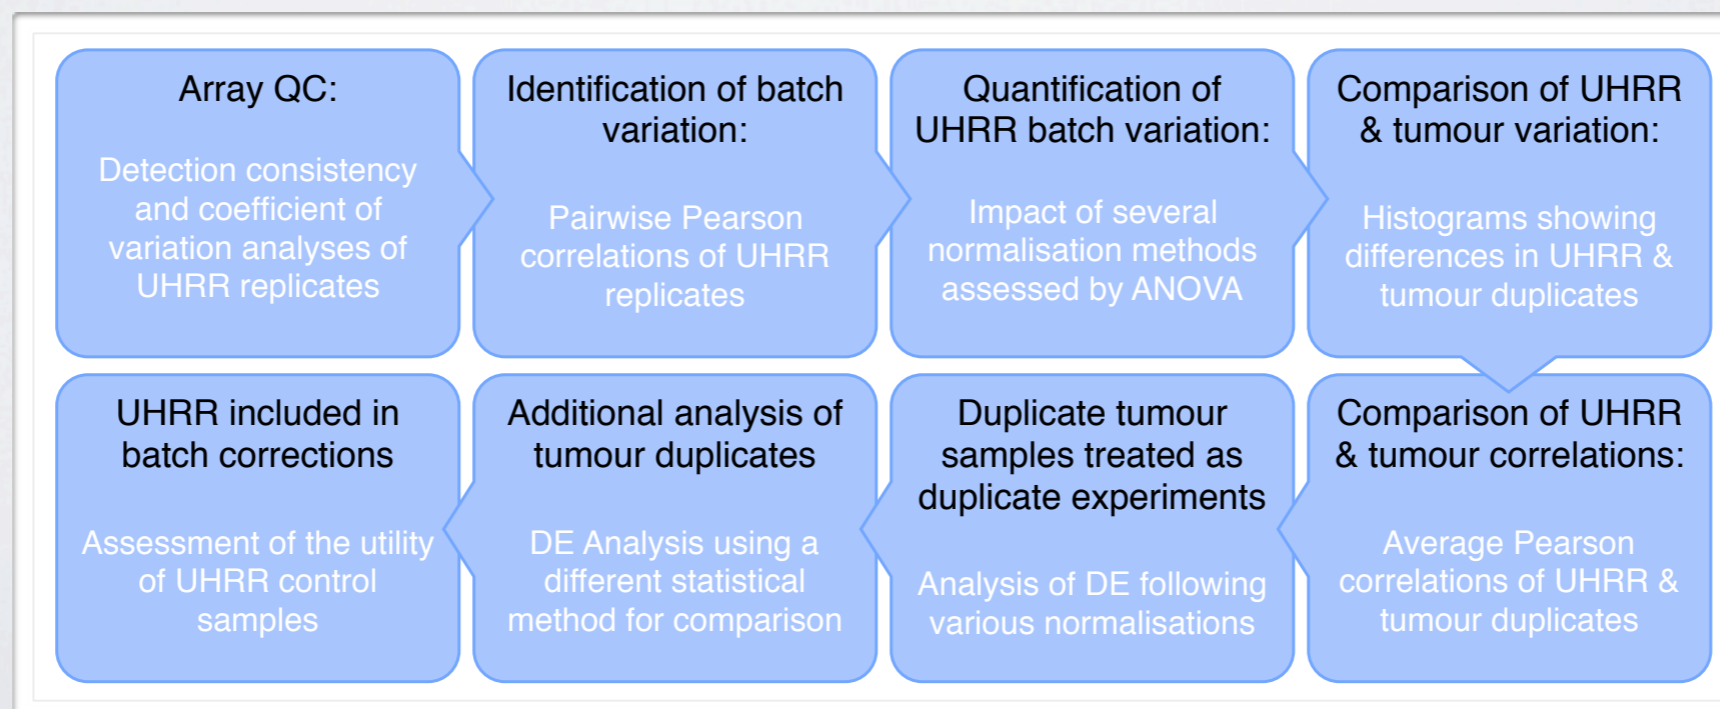 Array QC:
Detection consistency
and coefficient of
variation analyses of
UHRR replicates
Identification of batch
variation:
Pairwise Pearson
correlations of UHRR
replicates
Quantification of
UHRR batch variation:
Impact of several
normalisation methods
assessed by ANOVA
Comparison of UHRR
& tumour variation:
Histograms showing
differences in UHRR &
tumour duplicates
Comparison of UHRR
& tumour correlations:
Average Pearson
correlations of UHRR &
tumour duplicates
Duplicate tumour
samples treated as
duplicate experiments
Analysis of DE following
various normalisations
Additional analysis of
tumour duplicates
DE Analysis using a
different statistical
method for comparison
UHRR included in
batch corrections
Assessment of the utility
of UHRR control
samples